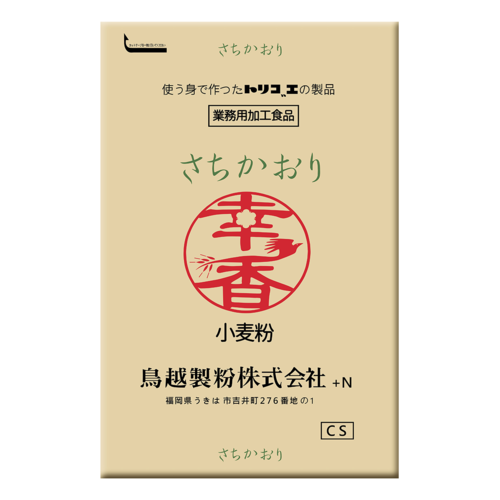 さちかおり
使う身で作ったトリゴエの製品
業務用加工食品
さちかおり
幸香
小麦粉
鳥越製粉株式会社 +N
福岡県うきは市吉井町276番地の1
CS
さちかおり